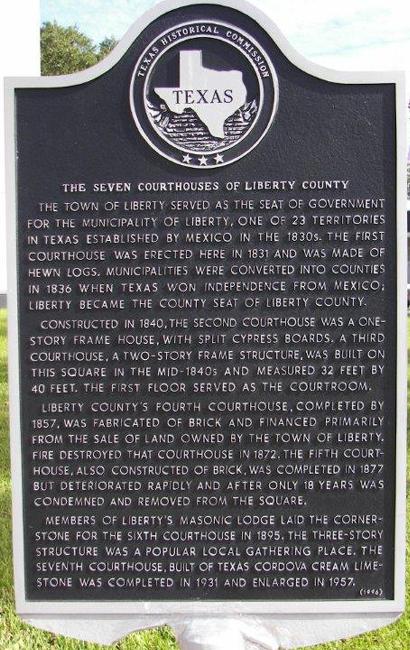 TEXAS HISTORICAL COMMISSION
TEXAS
THE SEVEN COURTHOUSES OF LIBERTY COUNTY
THE TOWN OF LIBERTY SERVED AS THE SEAT OF GOVERNMENT
FOR THE MUNICIPALITY OF LIBERTY, ONE OF 23 TERRITORIES
IN TEXAS ESTABLISHED BY MEXICO IN THE 1830s. THE FIRST
COURTHOUSE WAS ERECTED HERE IN 1831 AND WAS MADE OF
HEWN LOGS. MUNICIPALITIES WERE CONVERTED INTO COUNTIES
IN 1836 WHEN TEXAS WON INDEPENDENCE FROM MEXICO;
LIBERTY BECAME THE COUNTY SEAT OF LIBERTY COUNTY.
CONSTRUCTED IN 1840, THE SECOND COURTHOUSE WAS A ONE-
STORY FRAME HOUSE, WITH SPLIT CYPRESS BOARDS. A THIRD
COURTHOUSE, A TWO-STORY FRAME STRUCTURE, WAS BUILT ON
THIS SQUARE IN THE MID-1840s AND MEASURED 32 FEET BY
40 FEET. THE FIRST FLOOR SERVED AS THE COURTROOM.
LIBERTY COUNTY'S FOURTH COURTHOUSE, COMPLETED BY
1857, WAS FABRICATED OF BRICK AND FINANCED PRIMARILY
FROM THE SALE OF LAND OWNED BY THE TOWN OF LIBERTY.
FIRE DESTROYED THAT COURTHOUSE IN 1872. THE FIFTH COURT-
HOUSE, ALSO CONSTRUCTED OF BRICK, WAS COMPLETED IN 1877
BUT DETERIORATED RAPIDLY AND AFTER ONLY 18 YEARS WAS
CONDEMNED AND REMOVED FROM THE SQUARE.
MEMBERS OF LIBERTY'S MASONIC LODGE LAID THE CORNER-
STONE FOR THE SIXTH COURTHOUSE IN 1895. THE THREE-STORY
STRUCTURE WAS A POPULAR LOCAL GATHERING PLACE. THE
SEVENTH COURTHOUSE, BUILT OF TEXAS CORDOVA CREAM LIME-
STONE WAS COMPLETED IN 1931 AND ENLARGED IN 1957.
(1996)